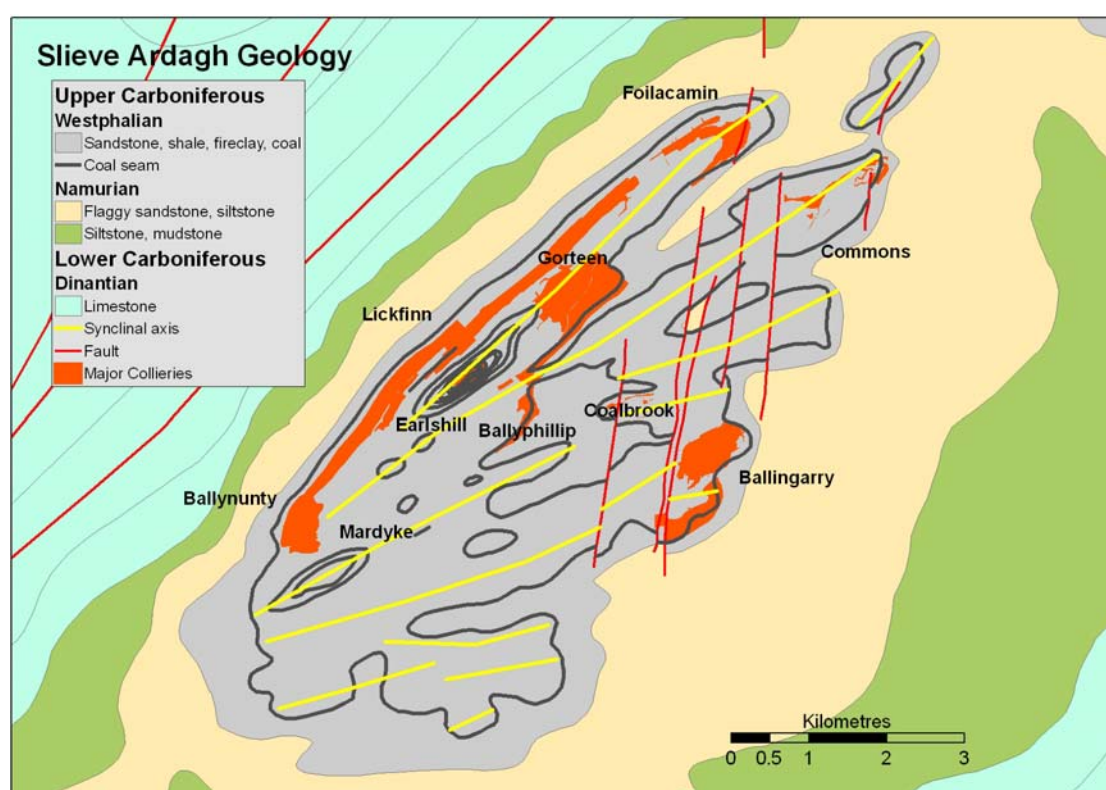 Slieve Ardagh Geology
Upper Carboniferous
Westphalian
Sandstone, shale, fireclay, coal
Coal seam
Namurian
Flaggy sandstone, siltstone
Siltstone, mudstone
Lower Carboniferous
Dinantian
Limestone
Synclinal axis
Fault
Major Collieries
Foilacamin
Gorteen
Commons
Lickfinn
Earlshill
Ballyphillip
Coalbrook
Ballingarry
Ballynunty
Mardyke
Kilometres
0 0.5 1 2 3